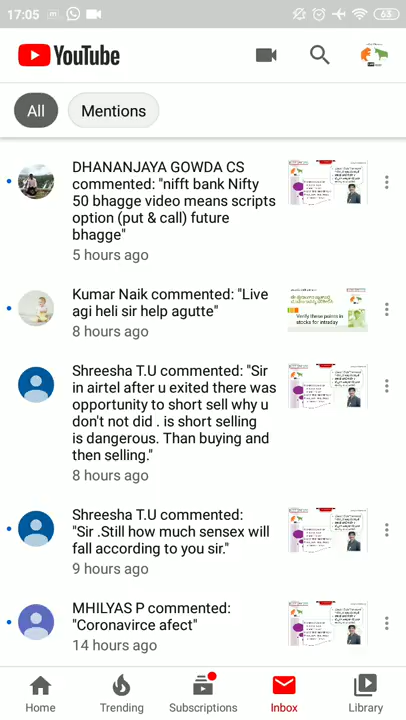 17:05
63
YouTube
All
Mentions
DHANANJAYA GOWDA CS
commented: "nifft bank Nifty
50 bhagge video means scripts
option (put & call) future
bhagge"
5 hours ago
Kumar Naik commented: "Live
agi heli sir help agutte"
8 hours ago
Verify these points in
stocks for intraday
Shreesha T.U commented: "Sir
in airtel after u exited there was
opportunity to short sell why u
don't not did . is short selling
is dangerous. Than buying and
then selling."
8 hours ago
Shreesha T.U commented:
"Sir .Still how much sensex will
fall according to you sir."
9 hours ago
MHILYAS P commented:
"Coronavirce afect"
14 hours ago
Home
Trending
Subscriptions
Inbox
Library